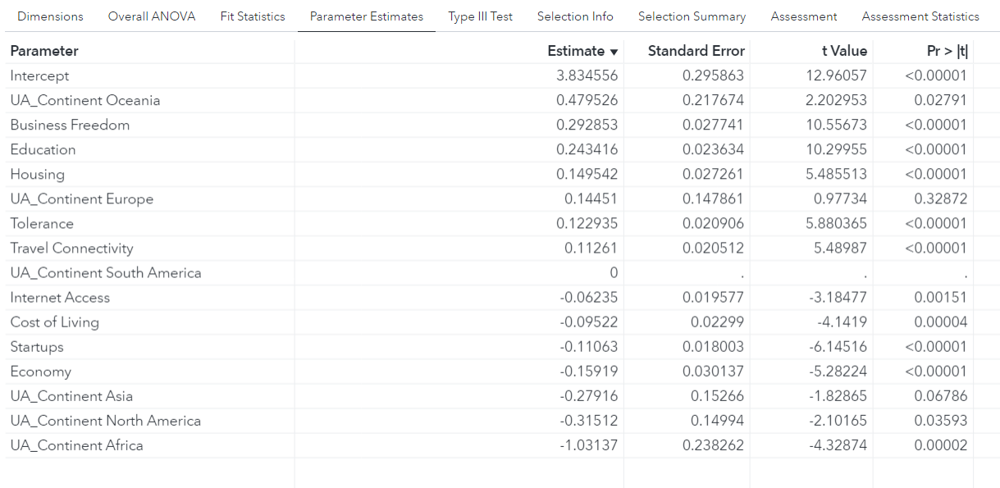 Dimensions Overall ANOVA Fit Statistics Parameter Estimates Type III Test Selection Info Selection Summary Assessment Assessment Statistics
Parameter Estimate ▼ Standard Error t Value Pr > |t|
Intercept 3.834556 0.295863 12.96057 <0.00001
UA_Continent Oceania 0.479526 0.217674 2.202953 0.02791
Business Freedom 0.292853 0.027741 10.55673 <0.00001
Education 0.243416 0.023634 10.29955 <0.00001
Housing 0.149542 0.027261 5.485513 <0.00001
UA_Continent Europe 0.14451 0.147861 0.97734 0.32872
Tolerance 0.122935 0.020906 5.880365 <0.00001
Travel Connectivity 0.11261 0.020512 5.48987 <0.00001
UA_Continent South America 0 . . .
Internet Access -0.06235 0.019577 -3.18477 0.00151
Cost of Living -0.09522 0.02299 -4.1419 0.00004
Startups -0.11063 0.018003 -6.14516 <0.00001
Economy -0.15919 0.030137 -5.28224 <0.00001
UA_Continent Asia -0.27916 0.15266 -1.82865 0.06786
UA_Continent North America -0.31512 0.14994 -2.10165 0.03593
UA_Continent Africa -1.03137 0.238262 -4.32874 0.00002